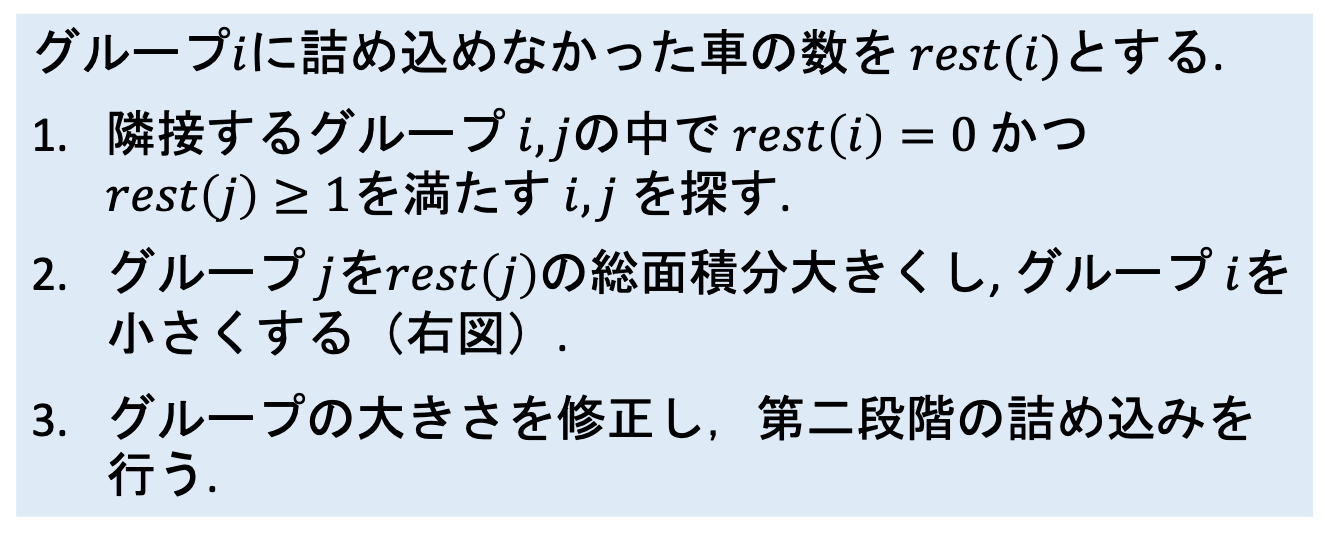 グループiに詰め込めなかった車の数を rest(i)とする.
1. 隣接するグループ i,jの中で rest(i) = 0 かつ
rest(j) ≥ 1を満たす i,j を探す.
2. グループ jをrest(j)の総面積分大きくし, グループ iを
小さくする（右図）.
3. グループの大きさを修正し，第二段階の詰め込みを
行う.